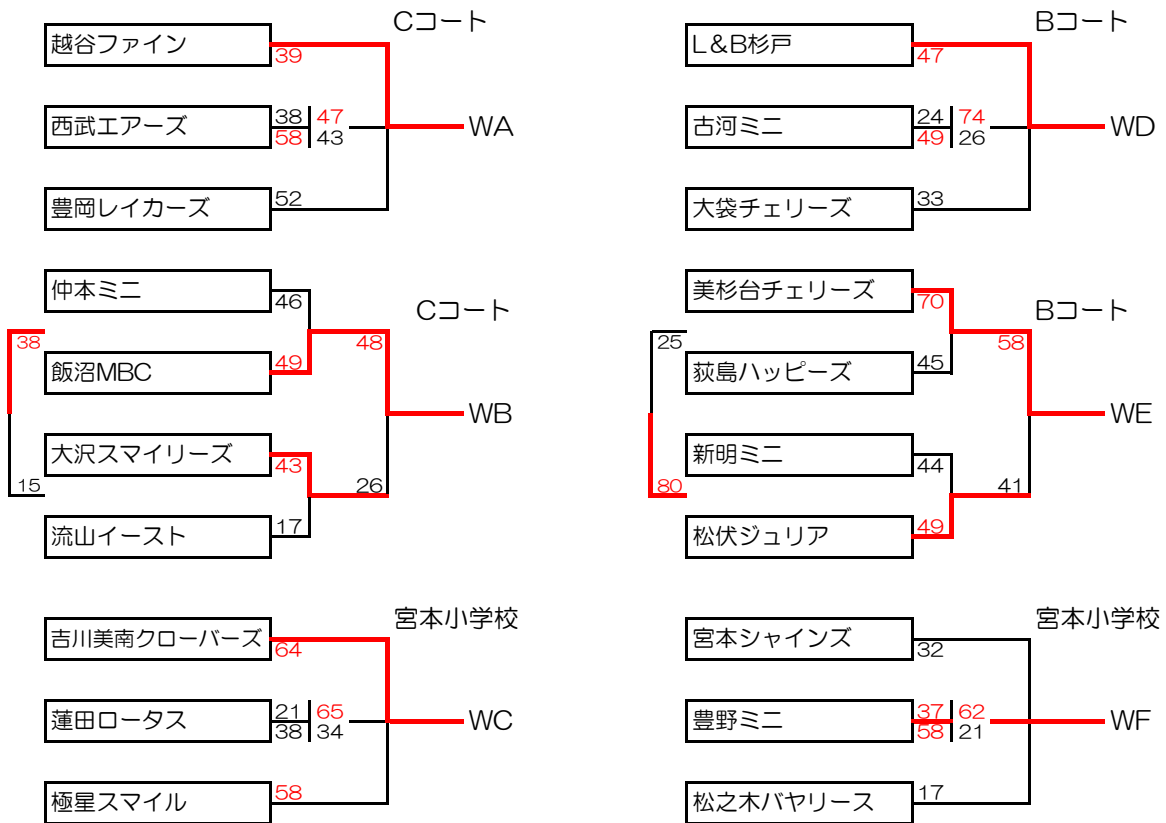 Cコート
越谷ファイン
39
西武エアーズ
38 47
58 43
WA
豊岡レイカーズ
52
Bコート
L&B杉戸
47
古河ミニ
24 74
49 26
WD
大袋チェリーズ
33
仲本ミニ
46
Cコート
38
48
飯沼MBC
49
WB
大沢スマイリーズ
43
15
26
流山イースト
17
美杉台チェリーズ
70
Bコート
25
58
荻島ハッピーズ
45
WE
新明ミニ
44
80
41
松伏ジュリア
49
宮本小学校
吉川美南クローバーズ
64
蓮田ロータス
21 65
38 34
WC
極星スマイル
58
宮本小学校
宮本シャインズ
32
豊野ミニ
37 62
58 21
WF
松之木バヤリース
17